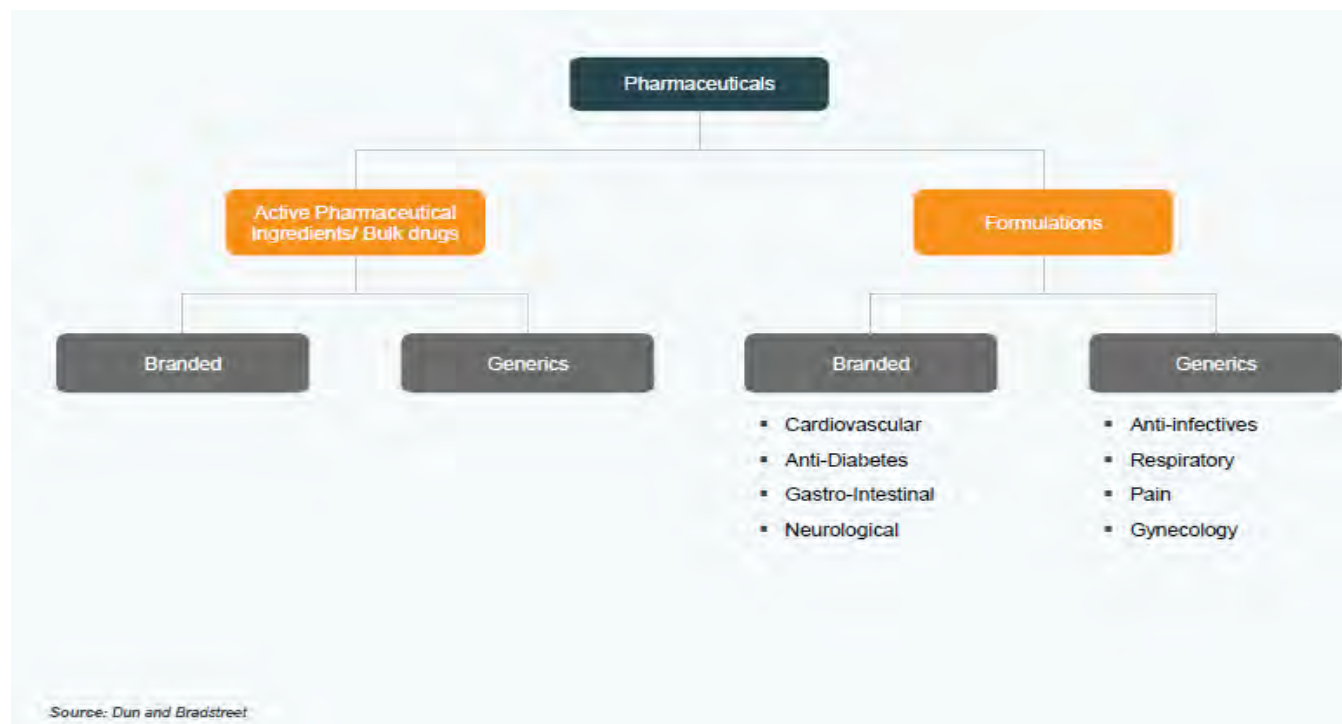 Pharmaceuticals
Active Pharmaceutical
Ingredients/ Bulk drugs
Formulations
Branded
Generics
Branded
Generics
▪ Cardiovascular
▪ Anti-Diabetes
▪ Gastro-Intestinal
▪ Neurological
▪ Anti-infectives
▪ Respiratory
▪ Pain
▪ Gynecology
Source: Dun and Bradstreet